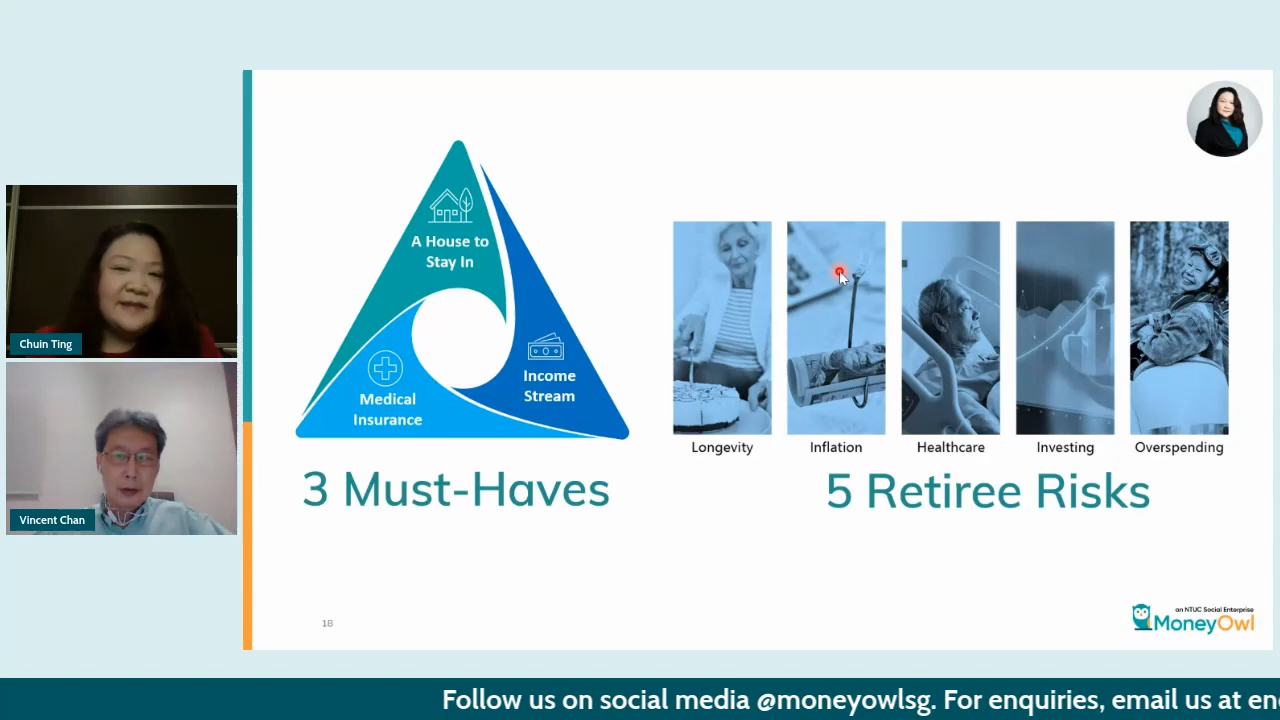 A House to
Stay In
Medical
Insurance
Income
Stream
3 Must-Haves
Longevity
Inflation
Healthcare
Investing
Overspending
5 Retiree Risks
Chuin Ting
Vincent Chan
18
an NTUC Social Enterprise
MoneyOwl
Follow us on social media @moneyowlsg. For enquiries, email us at en